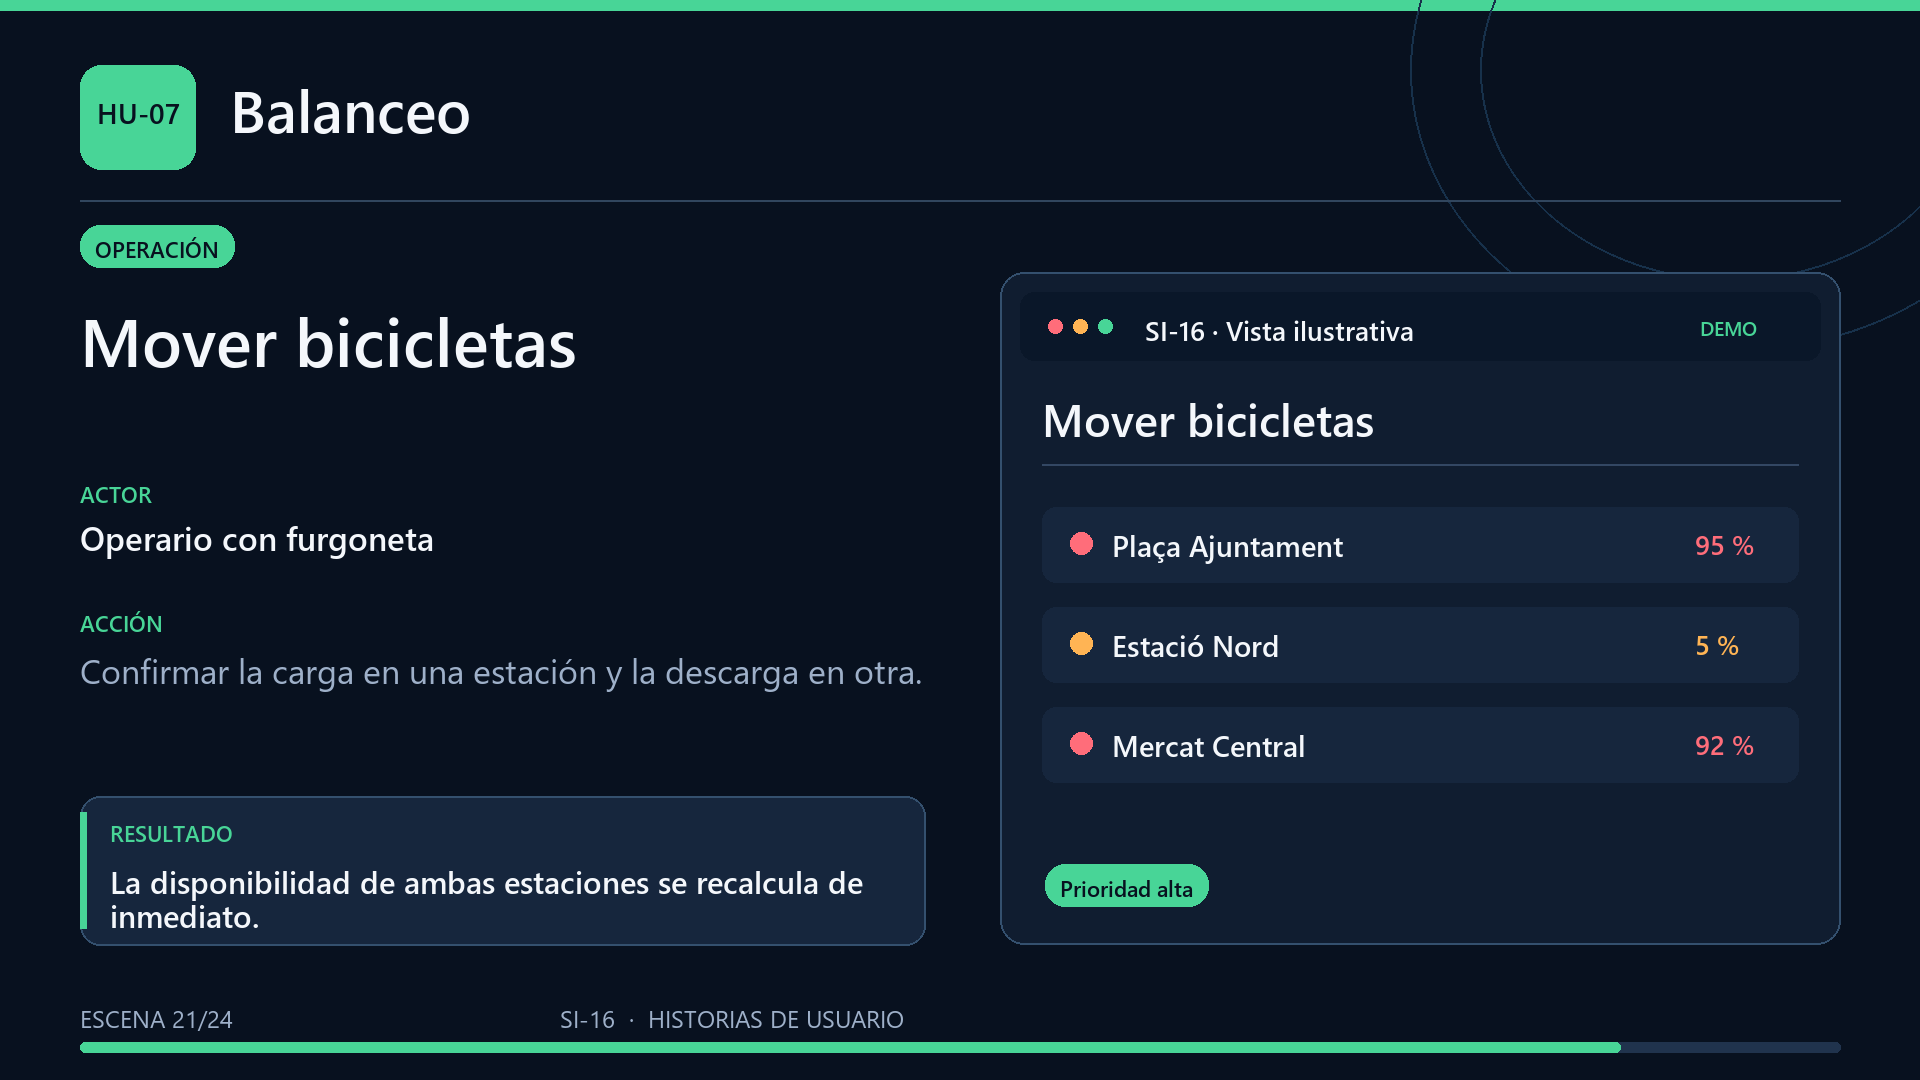 HU-07
Balanceo
OPERACIÓN
Mover bicicletas
ACTOR
Operario con furgoneta
ACCIÓN
Confirmar la carga en una estación y la descarga en otra.
RESULTADO
La disponibilidad de ambas estaciones se recalcula de
inmediato.
SI-16 · Vista ilustrativa
DEMO
Mover bicicletas
Plaça Ajuntament 95 %
Estació Nord 5 %
Mercat Central 92 %
Prioridad alta
ESCENA 21/24
SI-16 · HISTORIAS DE USUARIO